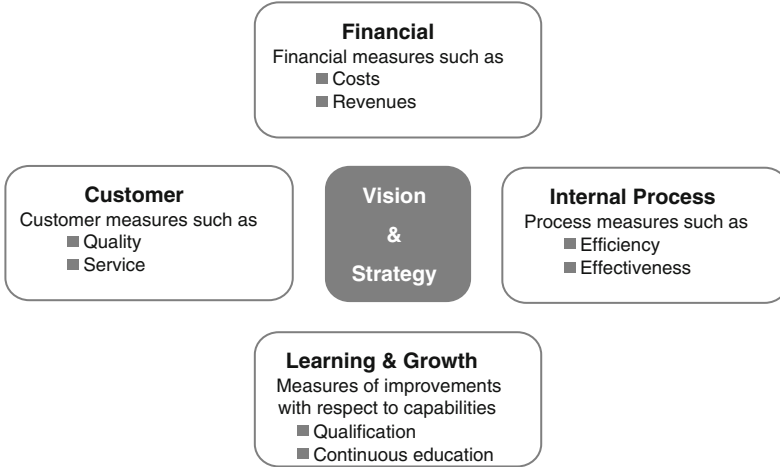 Financial
Financial measures such as
Costs
Revenues
Customer
Customer measures such as
Quality
Service
Vision
&
Strategy
Internal Process
Process measures such as
Efficiency
Effectiveness
Learning & Growth
Measures of improvements
with respect to capabilities
Qualification
Continuous education